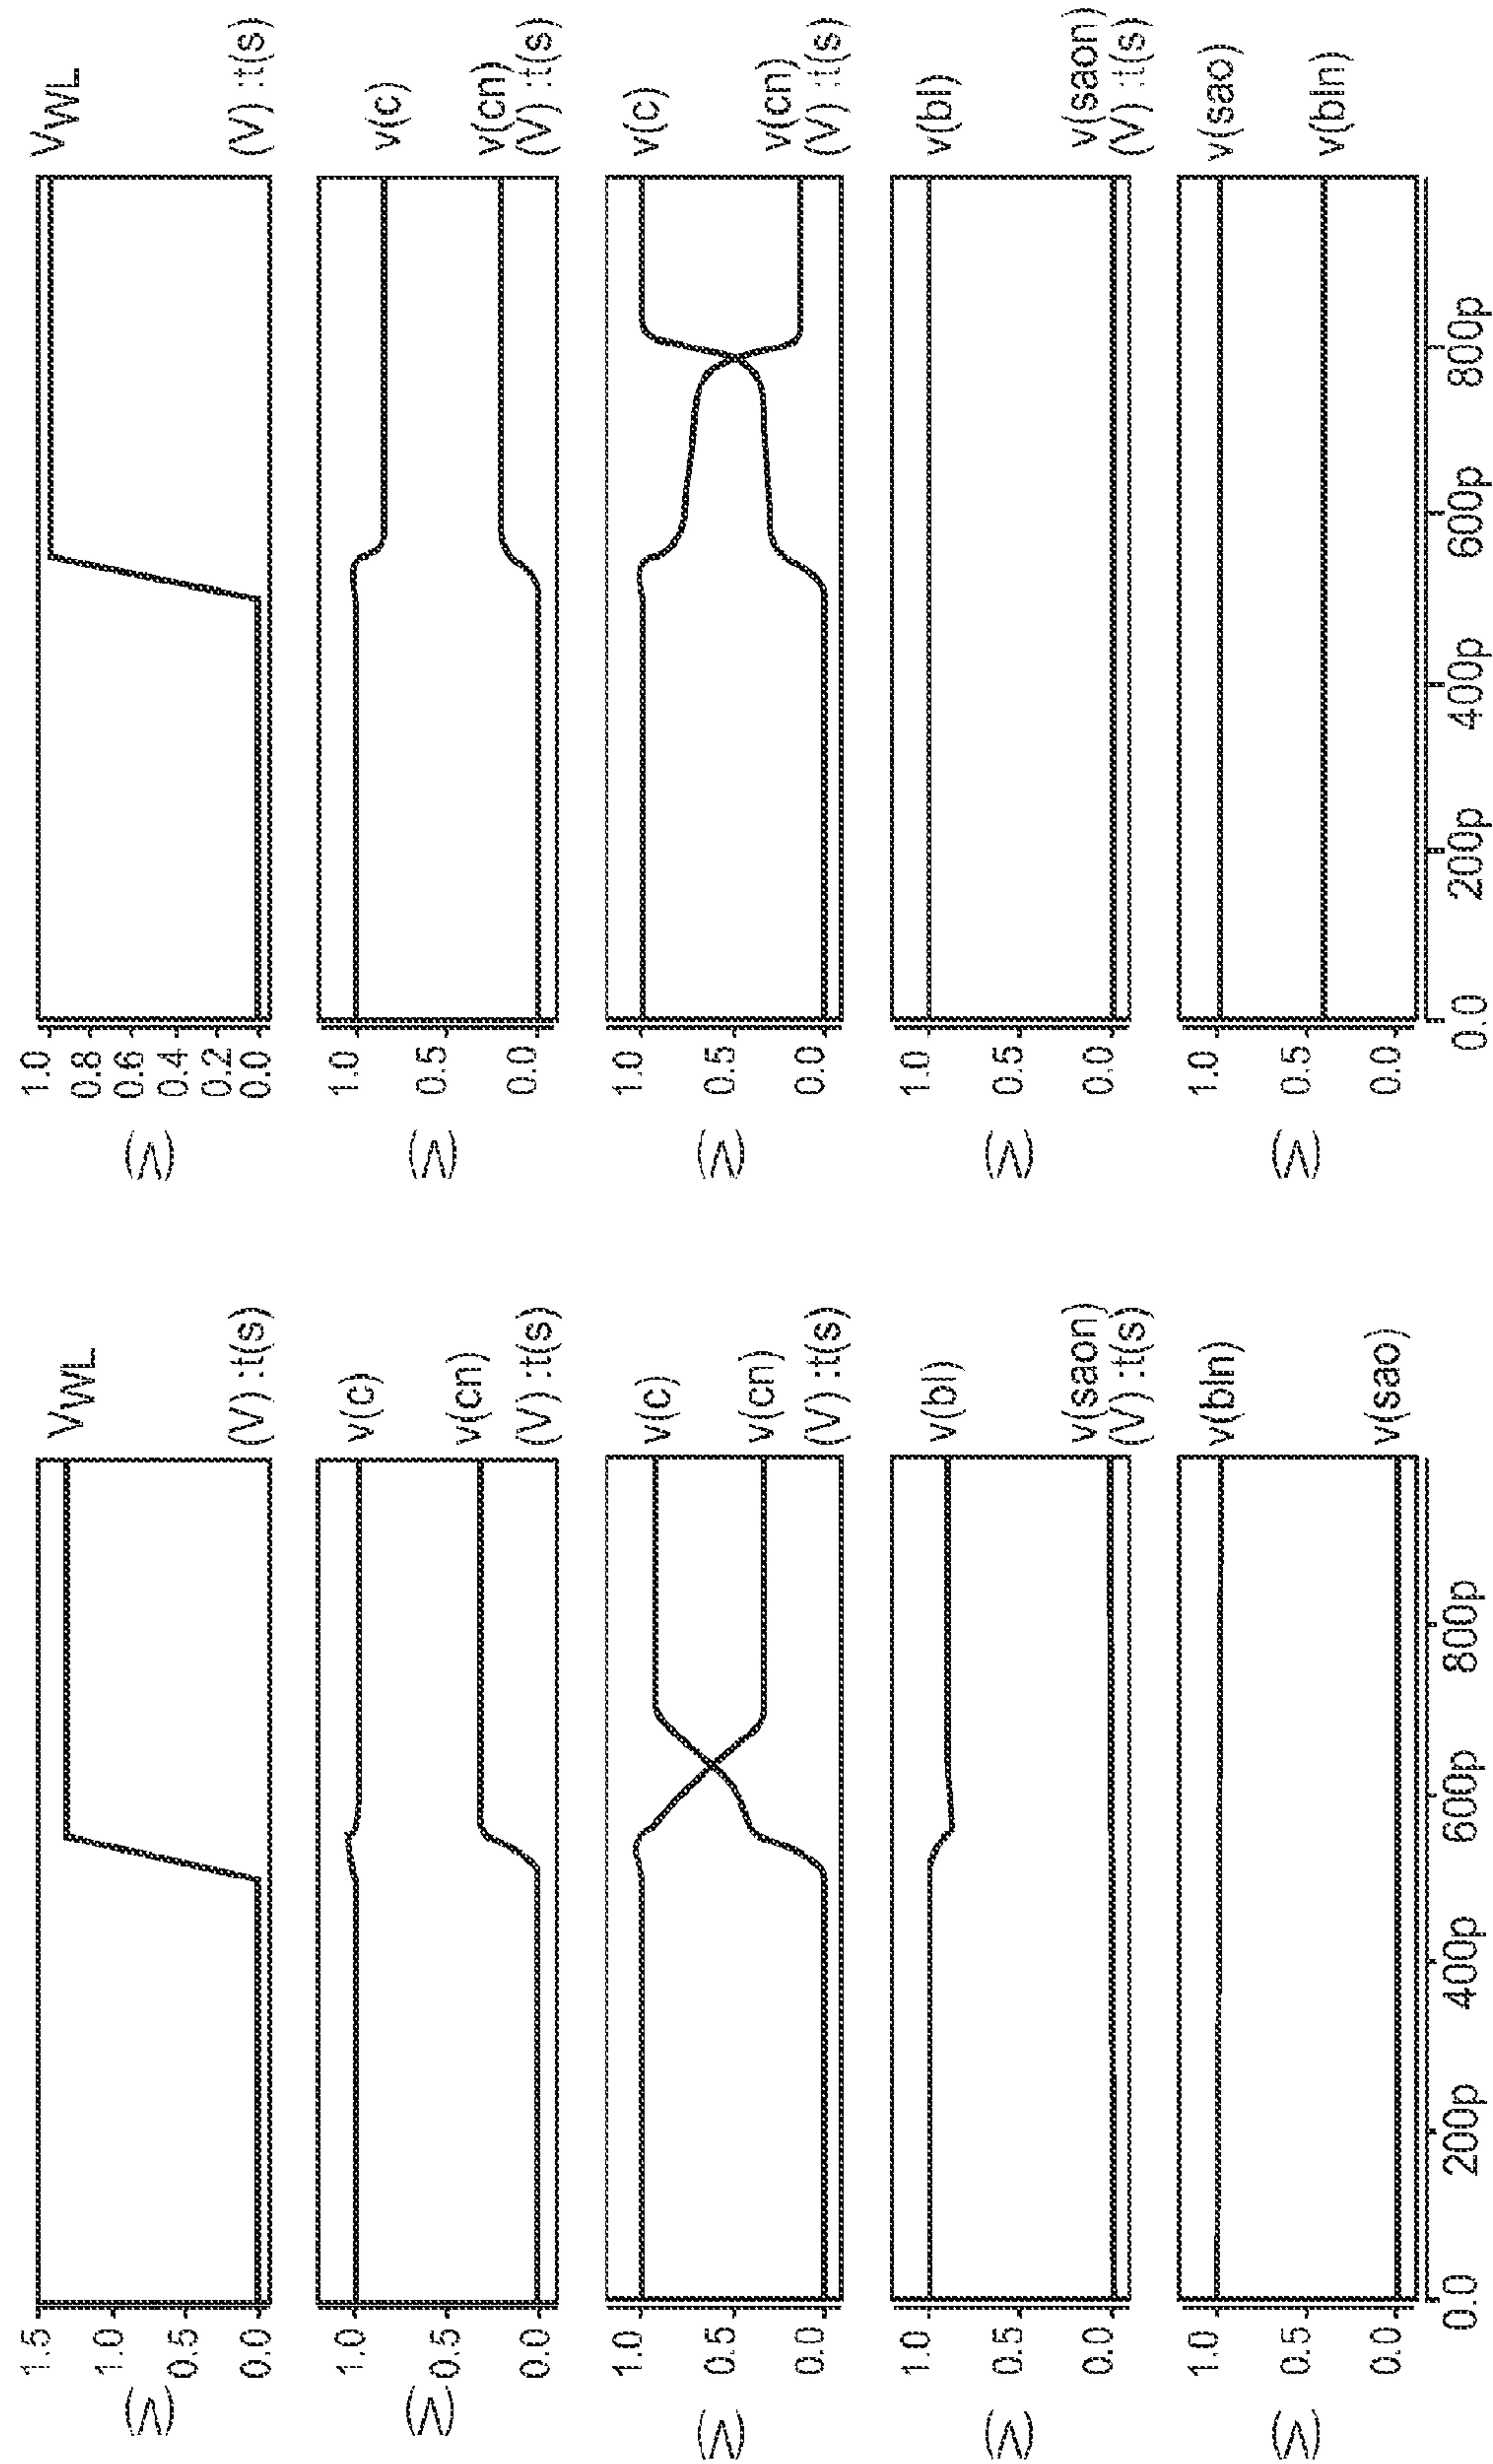 (V)
1.5
1.0
0.5
0.0
VWL
(V) :t(s)
(V)
1.0
0.5
0.0
v(c)
v(cn)
(V) :t(s)
(V)
1.0
0.5
0.0
v(c)
v(cn)
(V) :t(s)
(V)
1.0
0.5
0.0
v(bl)
v(saon)
(V) :t(s)
(V)
1.0
0.5
0.0
v(bln)
v(sao)
0.0 200p 400p 600p 800p
(V)
1.0
0.8
0.6
0.4
0.2
0.0
VWL
(V) :t(s)
(V)
1.0
0.5
0.0
v(c)
v(cn)
(V) :t(s)
(V)
1.0
0.5
0.0
v(c)
v(cn)
(V) :t(s)
(V)
1.0
0.5
0.0
v(bl)
v(saon)
(V) :t(s)
(V)
1.0
0.5
0.0
v(sao)
v(bln)
0.0 200p 400p 600p 800p